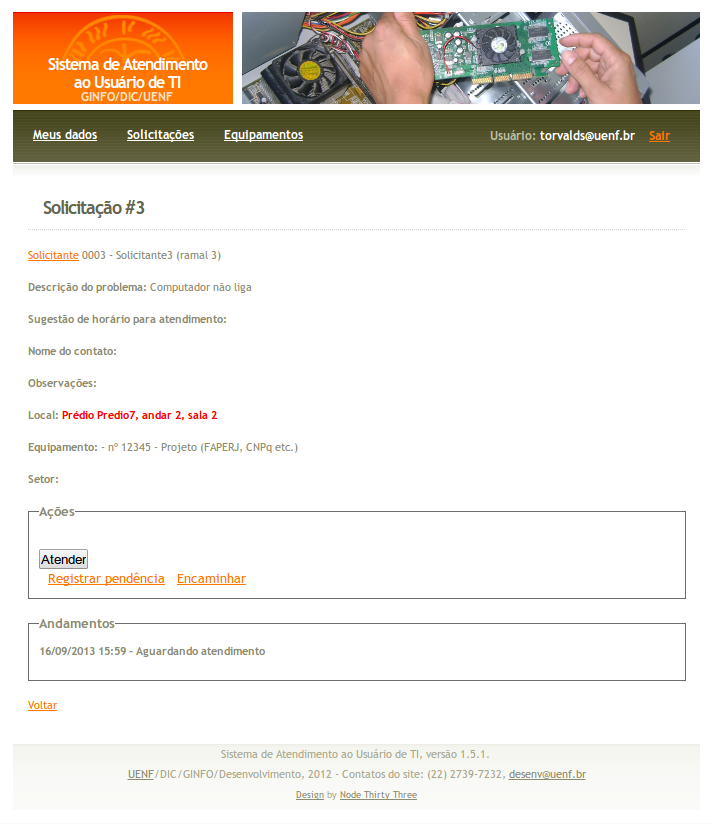 Sistema de Atendimento
ao Usuário de TI
GINFO/DIC/UENF
Meus dados Solicitações Equipamentos Usuário: torvalds@uenf.br Sair
Solicitação #3
Solicitante 0003 - Solicitante3 (ramal 3)
Descrição do problema: Computador não liga
Sugestão de horário para atendimento:
Nome do contato:
Observações:
Local: Prédio Predio7, andar 2, sala 2
Equipamento: - nº 12345 - Projeto (FAPERJ, CNPq etc.)
Setor:
Ações
Atender
Registrar pendência Encaminhar
Andamentos
16/09/2013 15:59 - Aguardando atendimento
Voltar
Sistema de Atendimento ao Usuário de TI, versão 1.5.1.
UENF/DIC/GINFO/Desenvolvimento, 2012 - Contatos do site: (22) 2739-7232, desenv@uenf.br
Design by Node Thirty Three